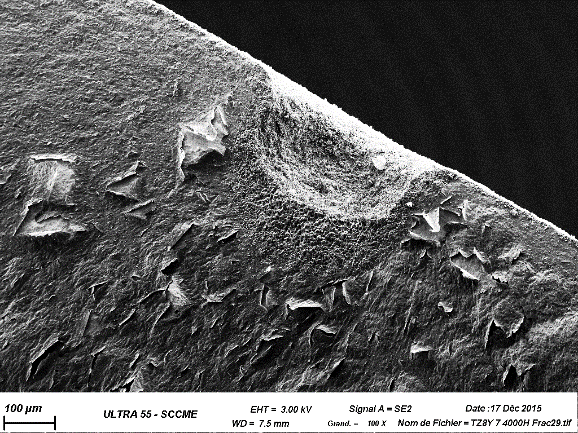 100 µm
ULTRA 55 - SCCME
EHT = 3.00 kV
Signal A = SE2
Date :17 Déc 2015
WD = 7.5 mm
Grand. = 100 X
Nom de Fichier = TZ8Y 7 4000H Frac29.tif